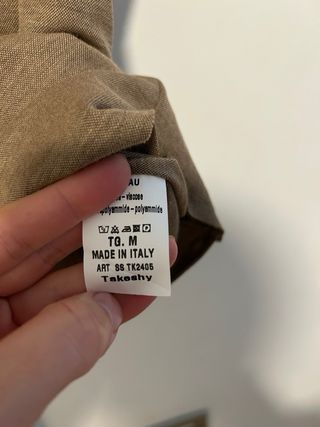 AU
-viscose
polyammide - polyammide
TG. M
MADE IN ITALY
ART SS TK2405
Takeshy